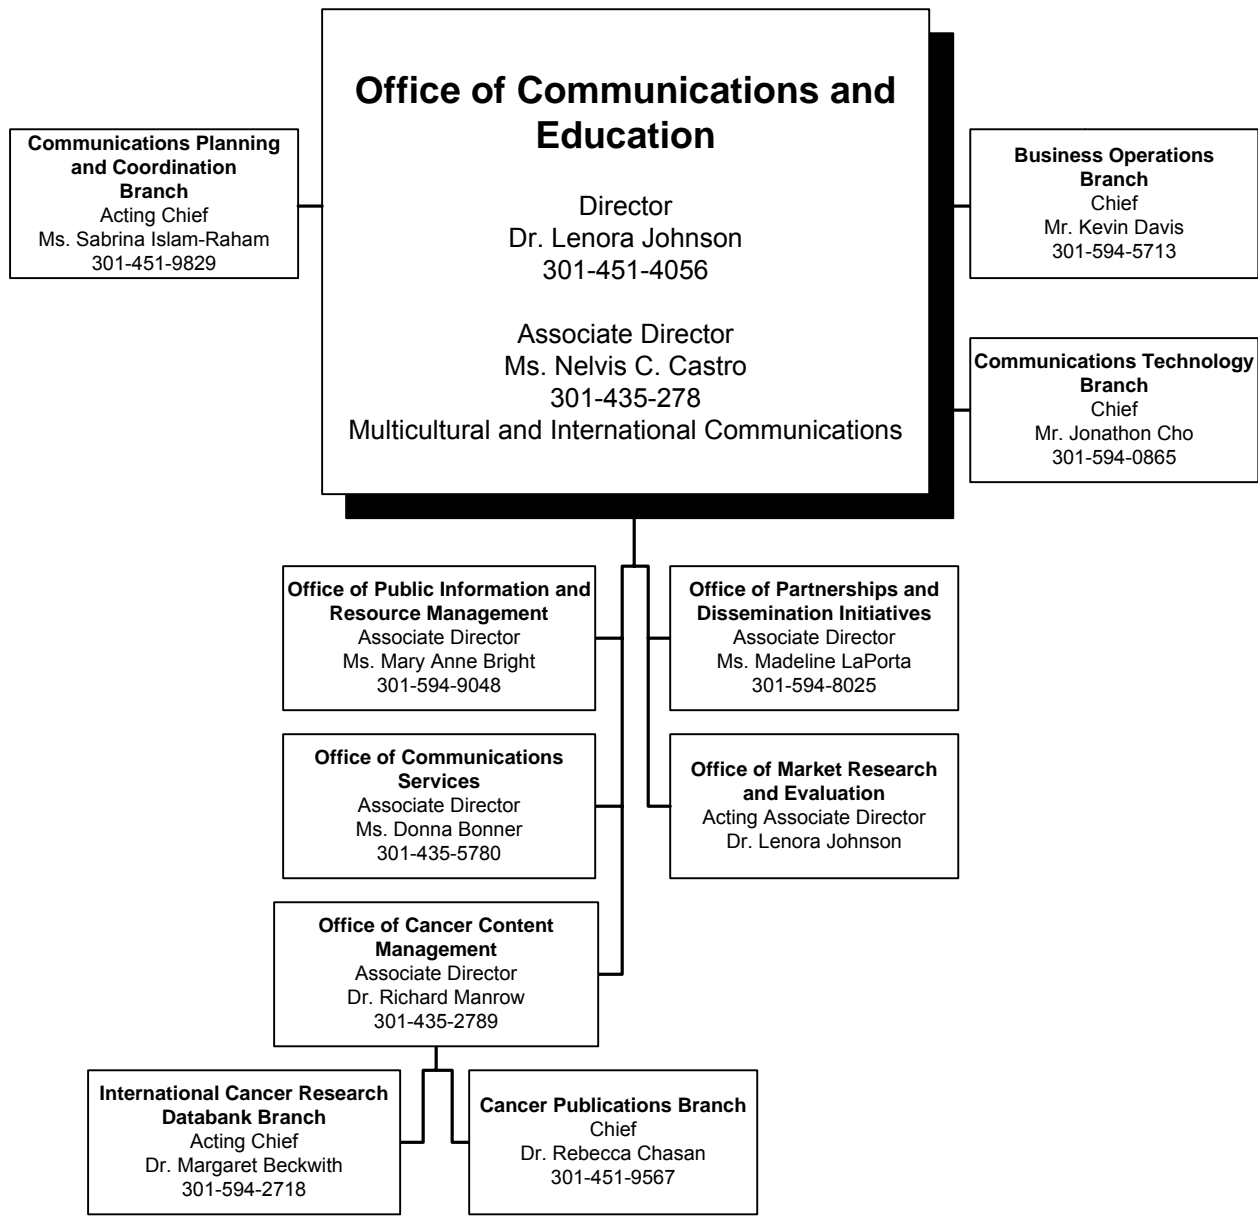 Office of Communications and
Education
Director
Dr. Lenora Johnson
301-451-4056
Associate Director
Ms. Nelvis C. Castro
301-435-278
Multicultural and International Communications
Communications Planning
and Coordination
Branch
Acting Chief
Ms. Sabrina Islam-Raham
301-451-9829
Business Operations
Branch
Chief
Mr. Kevin Davis
301-594-5713
Communications Technology
Branch
Chief
Mr. Jonathon Cho
301-594-0865
Office of Public Information and
Resource Management
Associate Director
Ms. Mary Anne Bright
301-594-9048
Office of Partnerships and
Dissemination Initiatives
Associate Director
Ms. Madeline LaPorta
301-594-8025
Office of Communications
Services
Associate Director
Ms. Donna Bonner
301-435-5780
Office of Market Research
and Evaluation
Acting Associate Director
Dr. Lenora Johnson
Office of Cancer Content
Management
Associate Director
Dr. Richard Manrow
301-435-2789
International Cancer Research
Databank Branch
Acting Chief
Dr. Margaret Beckwith
301-594-2718
Cancer Publications Branch
Chief
Dr. Rebecca Chasan
301-451-9567